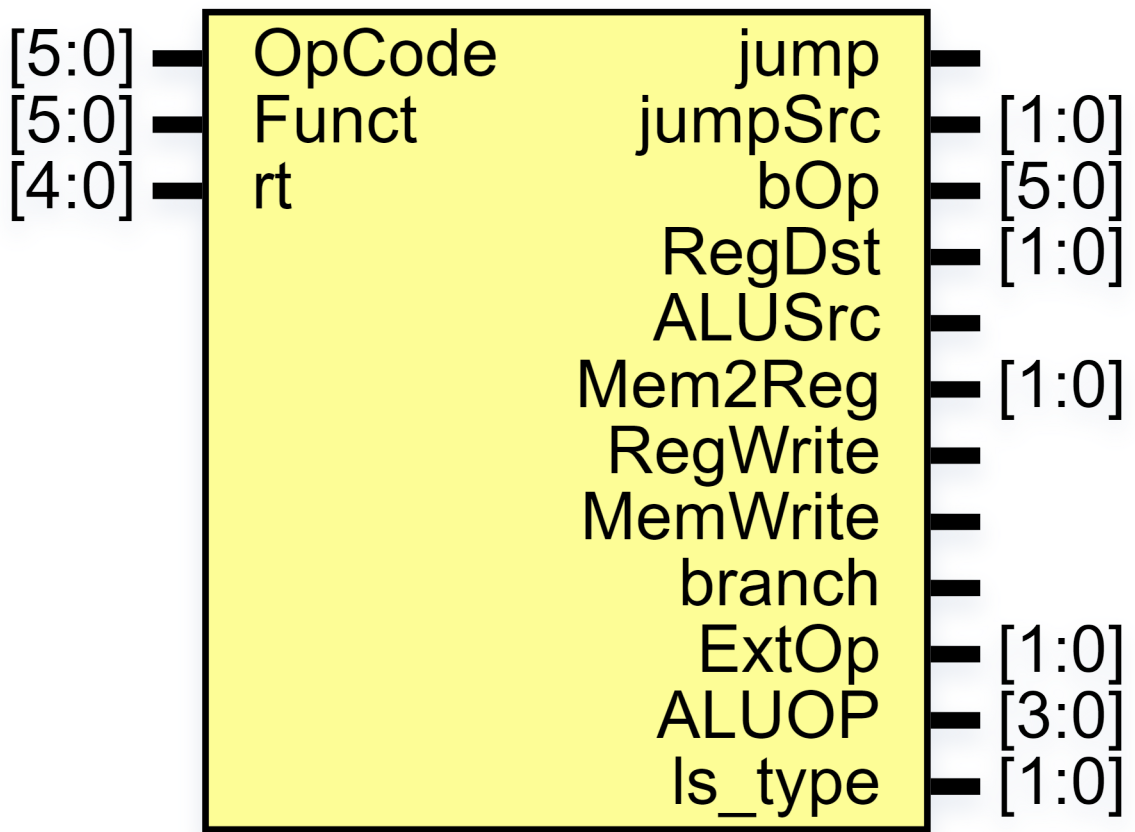 [5:0] OpCode jump
[5:0] Funct jumpSrc [1:0]
[4:0] rt bOp [5:0]
RegDst [1:0]
ALUSrc
Mem2Reg [1:0]
RegWrite
MemWrite
branch
ExtOp [1:0]
ALUOP [3:0]
ls_type [1:0]